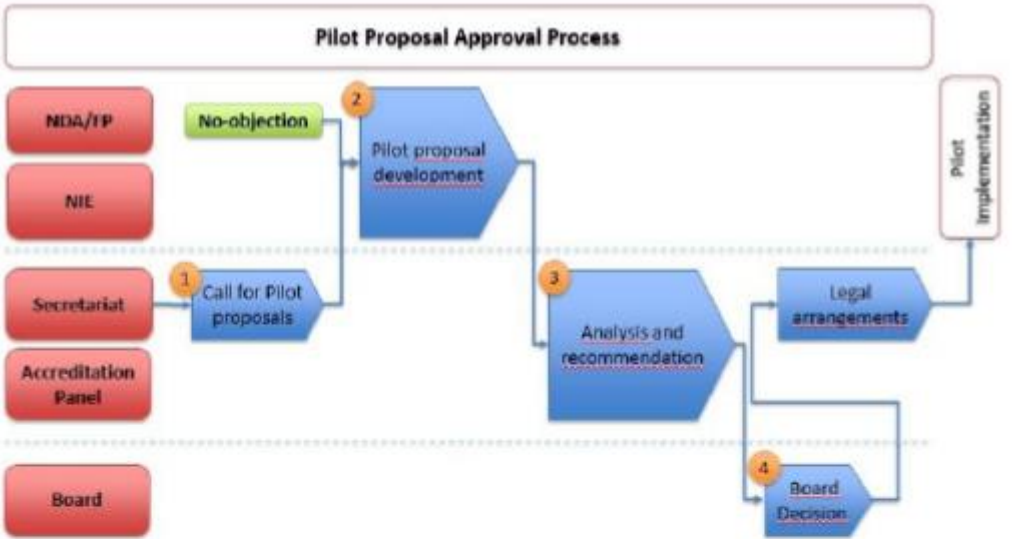 Pilot Proposal Approval Process
NDA/FP
No-objection
2
Pilot proposal
development
NIE
Pilot
Implementation
Secretariat
1
Call for Pilot
proposals
3
Analysis and
recommendation
Legal
arrangements
Accreditation
Panel
Board
4
Board
Decision